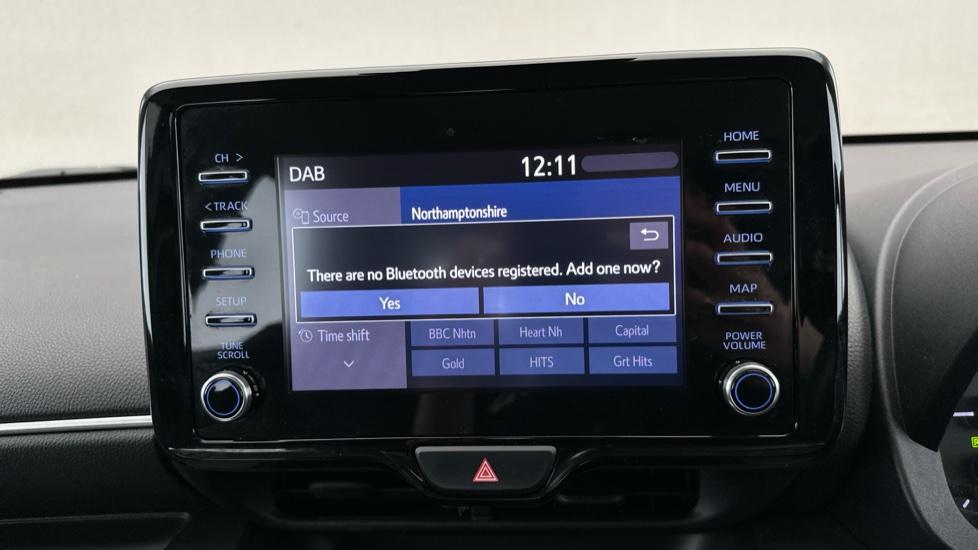 CH >
< TRACK
PHONE
SETUP
TUNE
SCROLL
DAB
12:11
Source
Northamptonshire
There are no Bluetooth devices registered. Add one now?
Yes
No
Time shift
BBC Nhtn
Heart Nh
Capital
Gold
HITS
Grt Hits
HOME
MENU
AUDIO
MAP
POWER
VOLUME